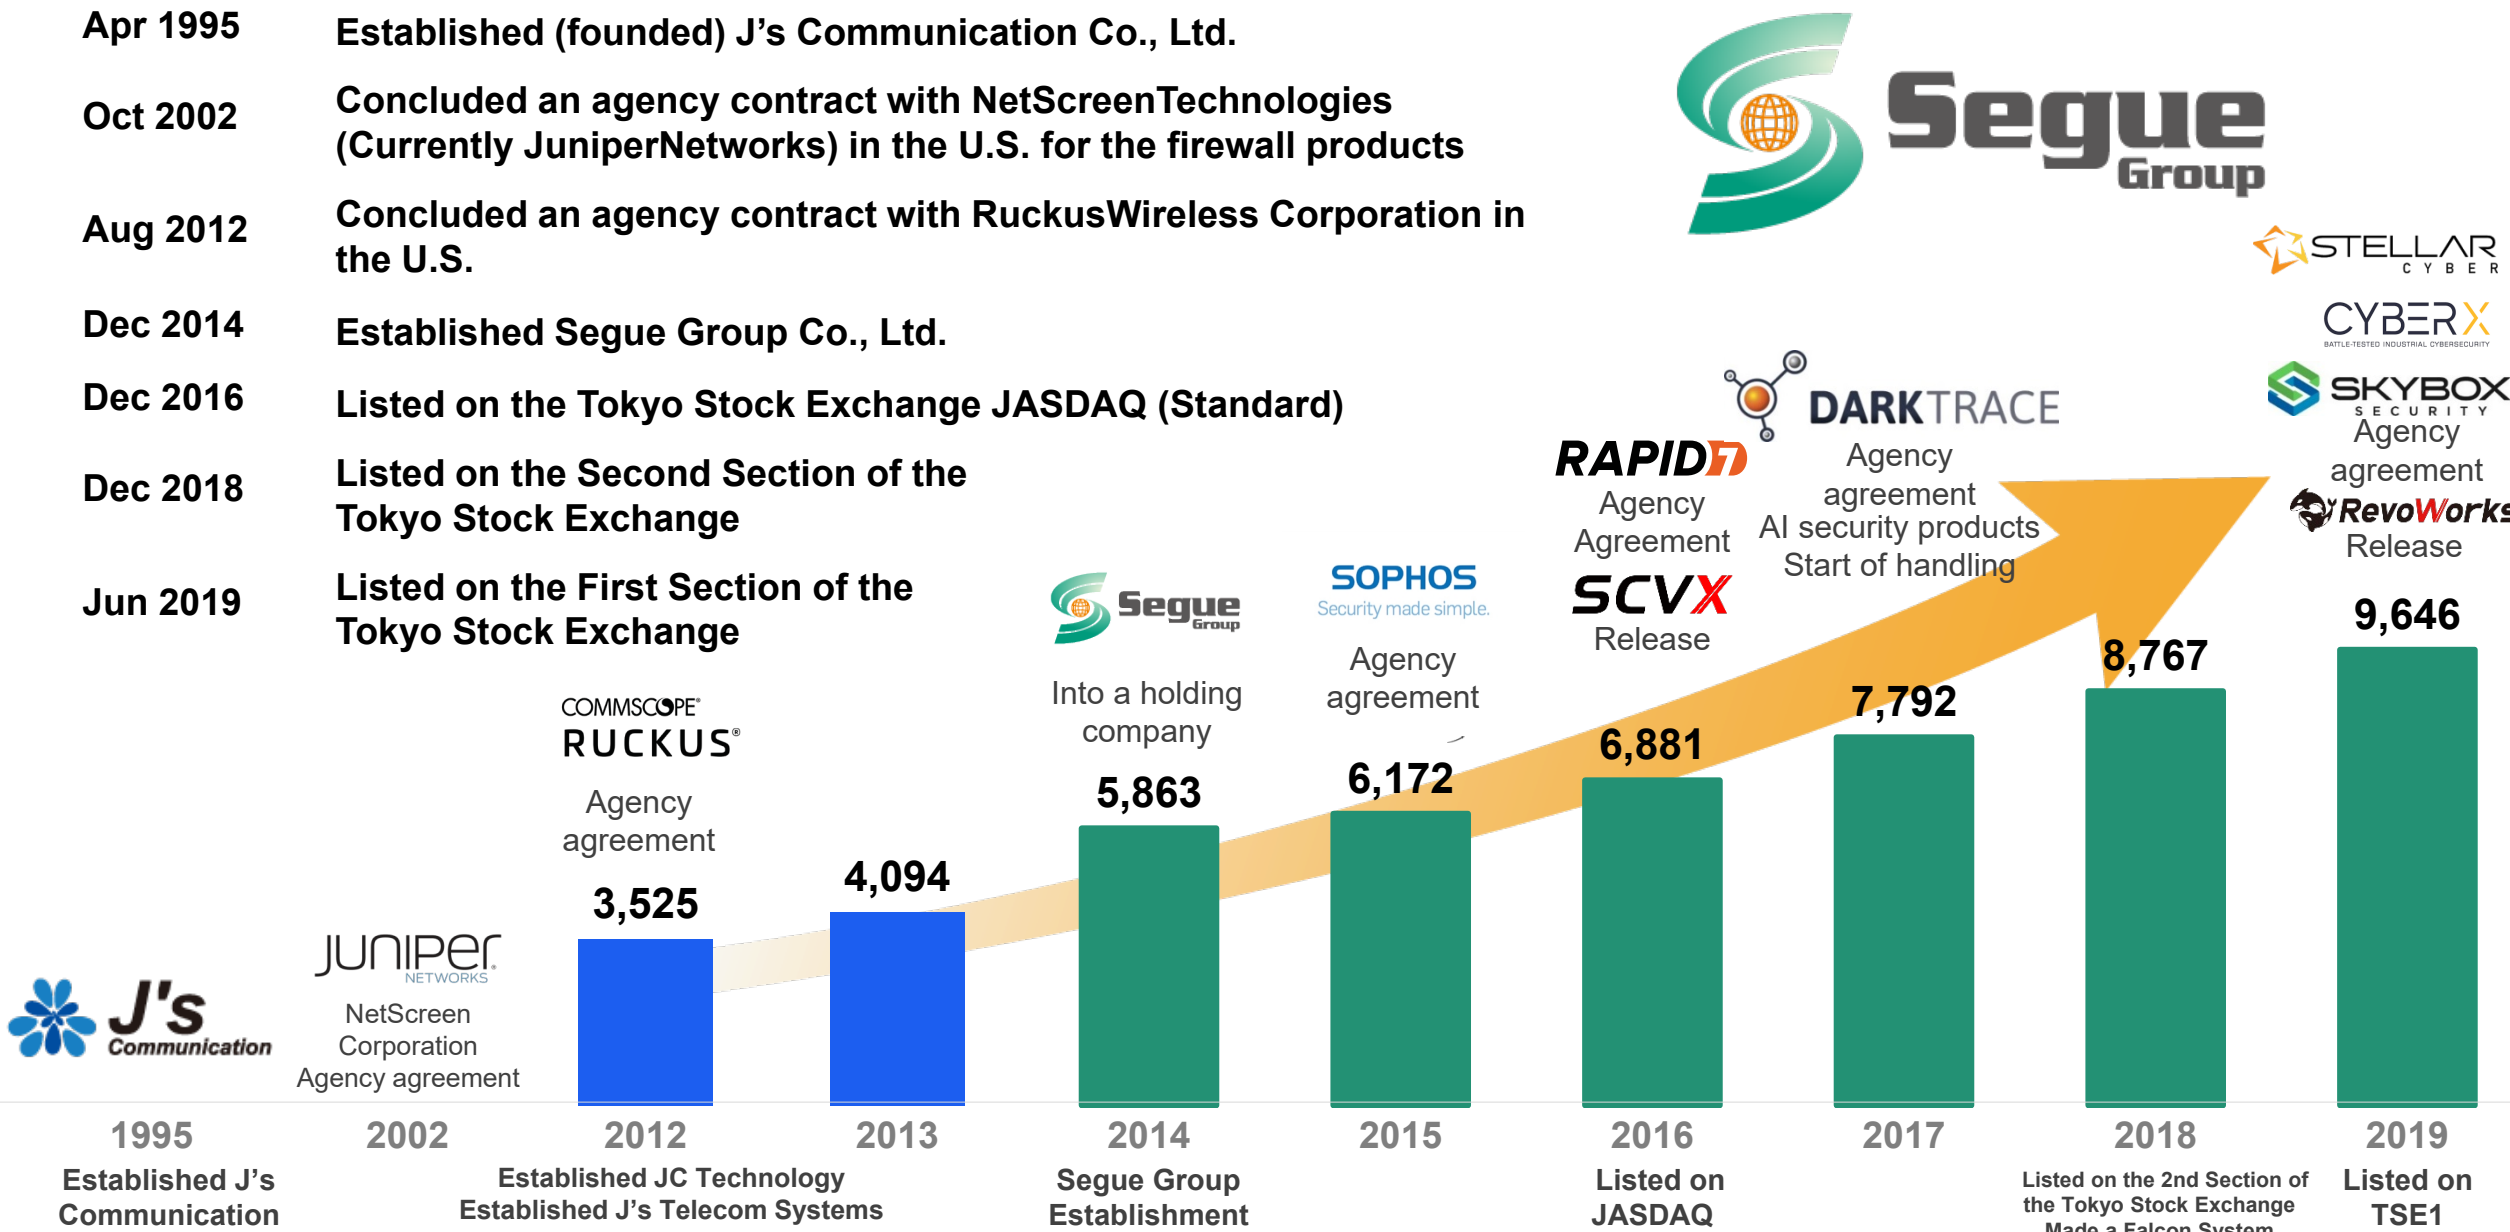 Apr 1995
Established (founded) J’s Communication Co., Ltd.
Oct 2002
Concluded an agency contract with NetScreenTechnologies
(Currently JuniperNetworks) in the U.S. for the firewall products
Aug 2012
Concluded an agency contract with RuckusWireless Corporation in
the U.S.
Dec 2014
Established Segue Group Co., Ltd.
Dec 2016
Listed on the Tokyo Stock Exchange JASDAQ (Standard)
Dec 2018
Listed on the Second Section of the
Tokyo Stock Exchange
Jun 2019
Listed on the First Section of the
Tokyo Stock Exchange
Segue
Group
J's
Communication
JUNIPer
NETWORKS
NetScreen
Corporation
Agency agreement
COMMSCOPE®
RUCKUS®
Agency
agreement
3,525
4,094
Segue
Group
Into a holding
company
5,863
SOPHOS
Security made simple.
Agency
agreement
6,172
RAPID7
Agency
Agreement
SCVX
Release
6,881
DARKTRACE
Agency
agreement
AI security products
Start of handling
7,792
8,767
STELLAR
CYBER
CYBERX
BATTLE-TESTED INDUSTRIAL CYBERSECURITY
SKYBOX
SECURITY
Agency
agreement
RevoWorks
Release
9,646
1995
2002
2012
2013
2014
2015
2016
2017
2018
2019
Established J’s
Communication
Established JC Technology
Established J’s Telecom Systems
Segue Group
Establishment
Listed on
JASDAQ
Listed on the 2nd Section of
the Tokyo Stock Exchange
Made a Falcon System
Listed on
TSE1